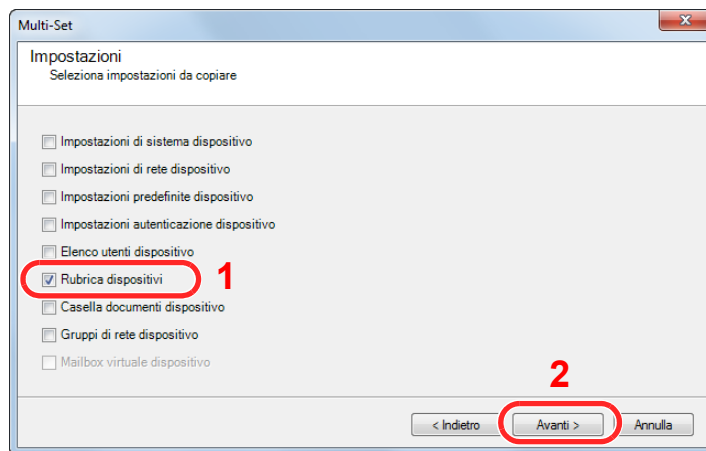 Multi-Set
Impostazioni
Seleziona impostazioni da copiare
Impostazioni di sistema dispositivo
Impostazioni di rete dispositivo
Impostazioni predefinite dispositivo
Impostazioni autenticazione dispositivo
Elenco utenti dispositivo
Rubrica dispositivi 1
Casella documenti dispositivo
Gruppi di rete dispositivo
Mailbox virtuale dispositivo
2
< Indietro Avanti > Annulla